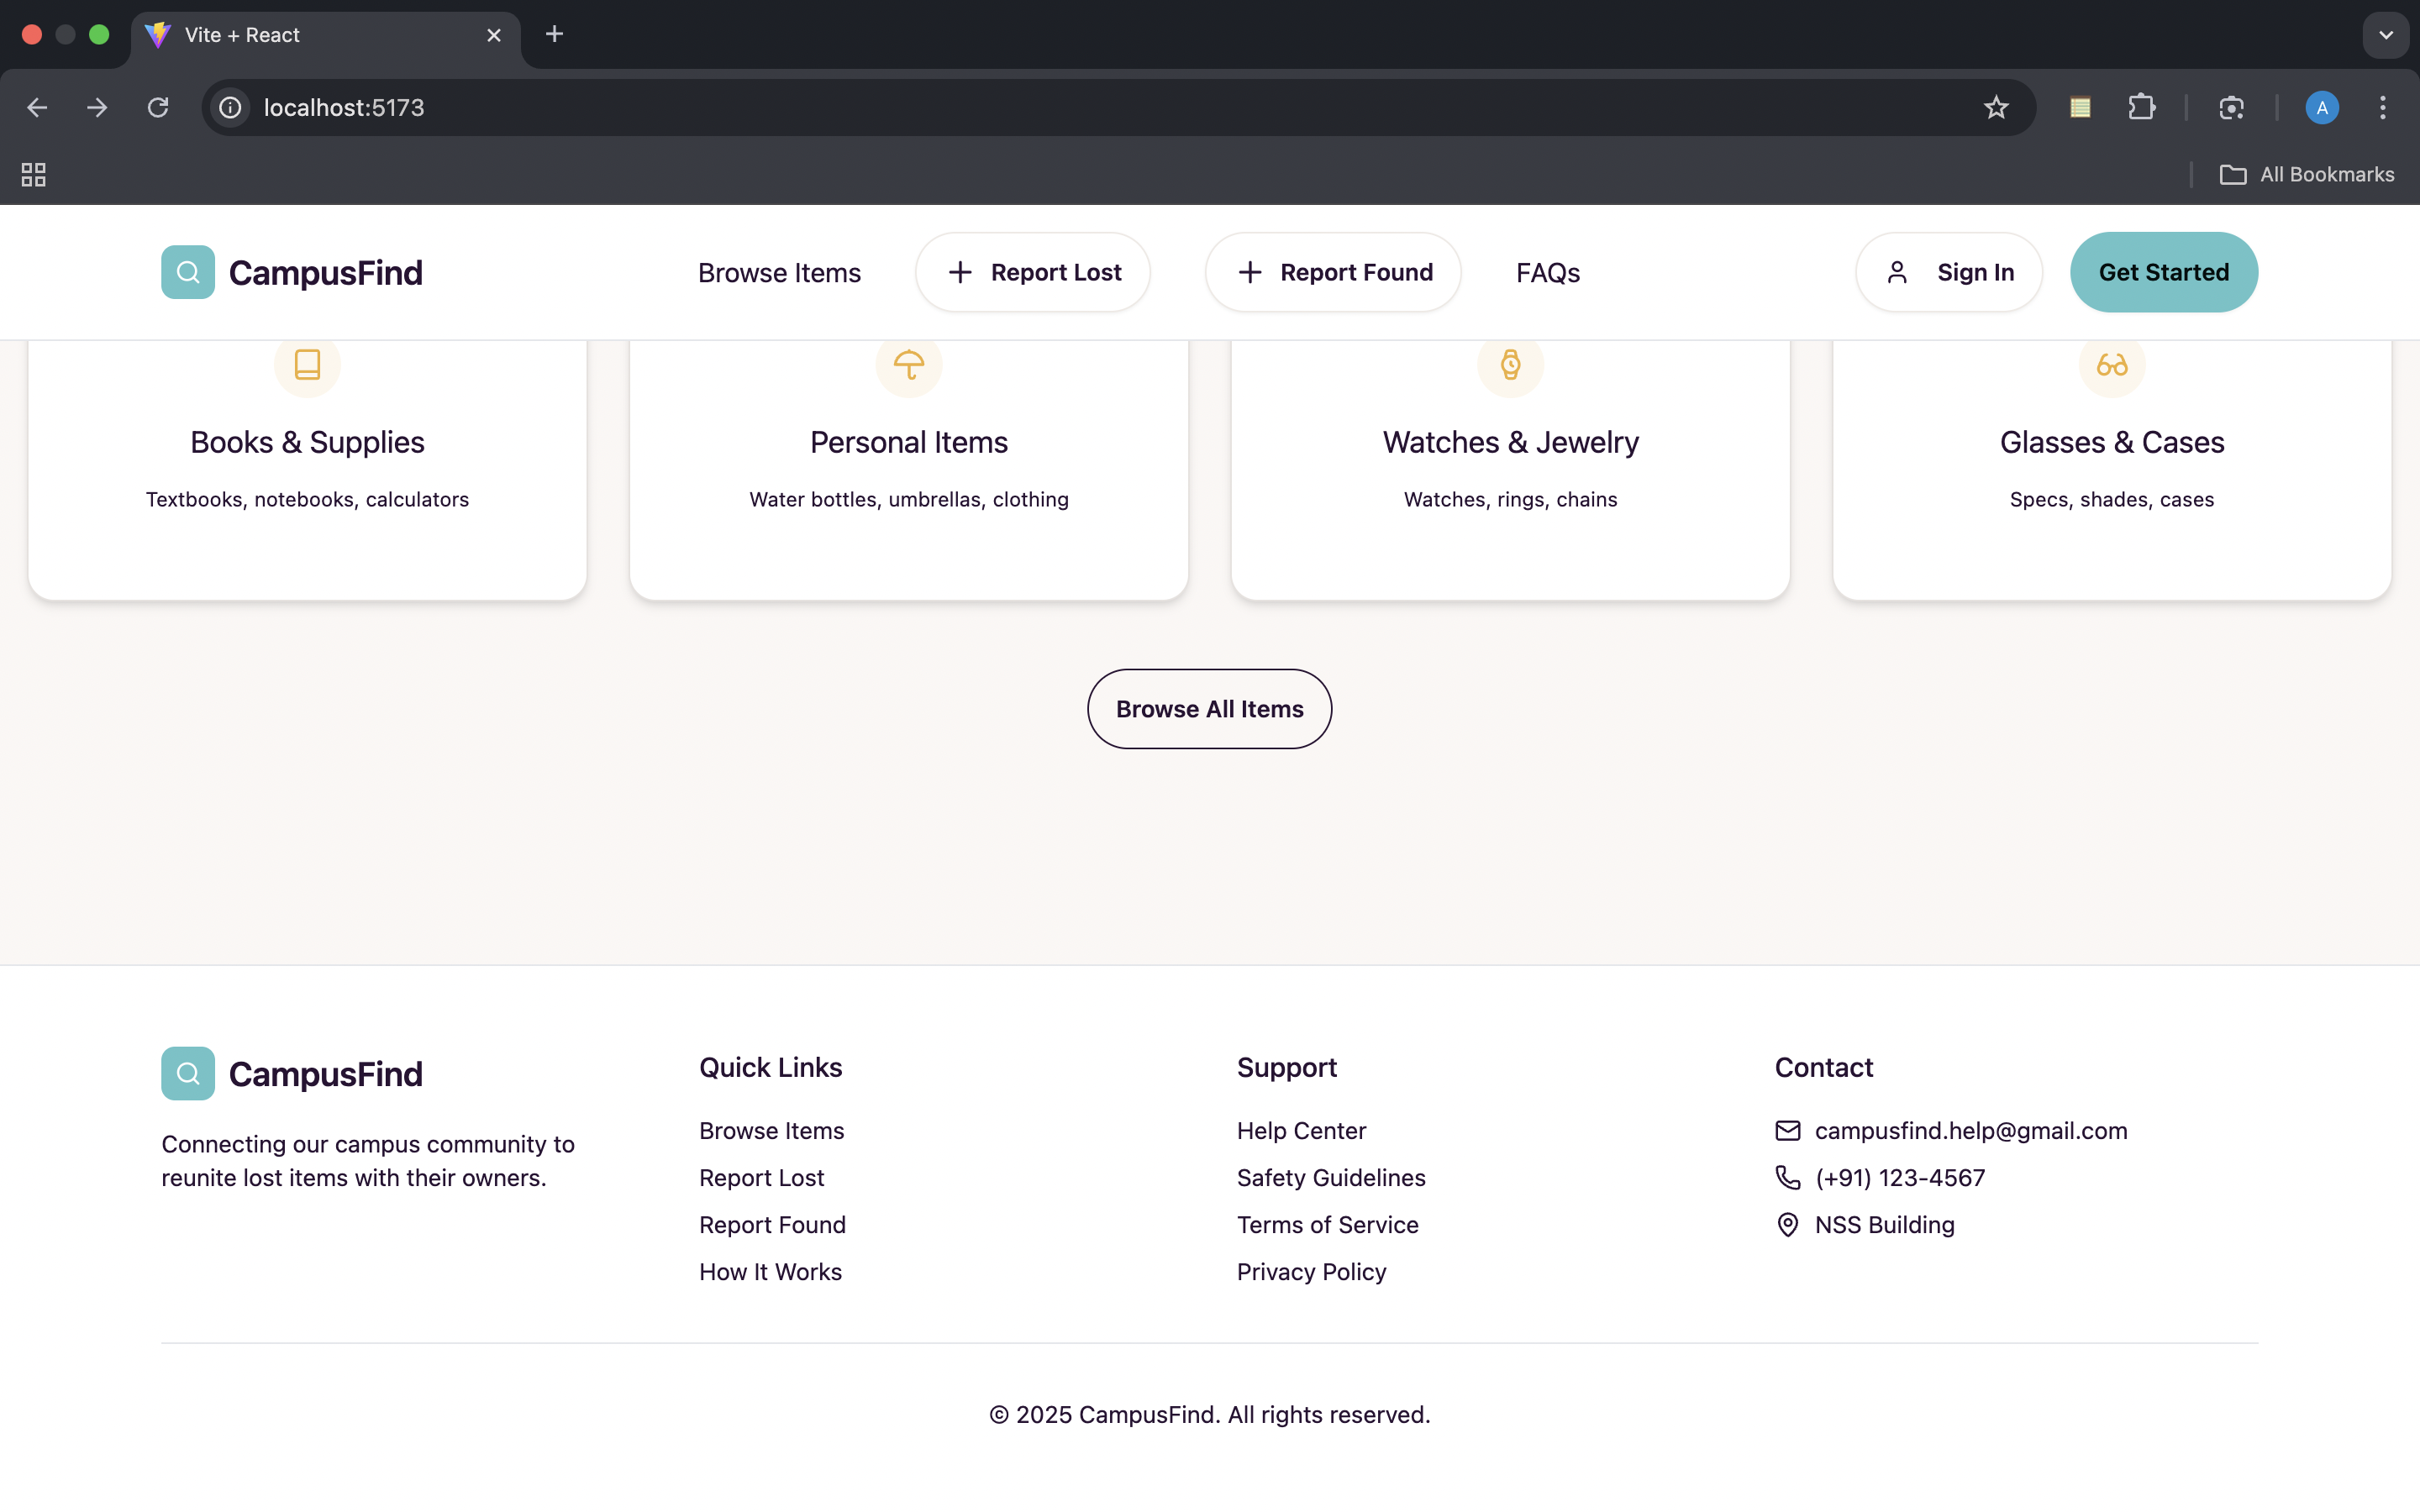 Vite + React
localhost:5173
A
All Bookmarks
CampusFind
Browse Items
Report Lost
Report Found
FAQs
Sign In
Get Started
Books & Supplies
Textbooks, notebooks, calculators
Personal Items
Water bottles, umbrellas, clothing
Watches & Jewelry
Watches, rings, chains
Glasses & Cases
Specs, shades, cases
Browse All Items
CampusFind
Connecting our campus community to
reunite lost items with their owners.
Quick Links
Browse Items
Report Lost
Report Found
How It Works
Support
Help Center
Safety Guidelines
Terms of Service
Privacy Policy
Contact
campusfind.help@gmail.com
(+91) 123-4567
NSS Building
© 2025 CampusFind. All rights reserved.